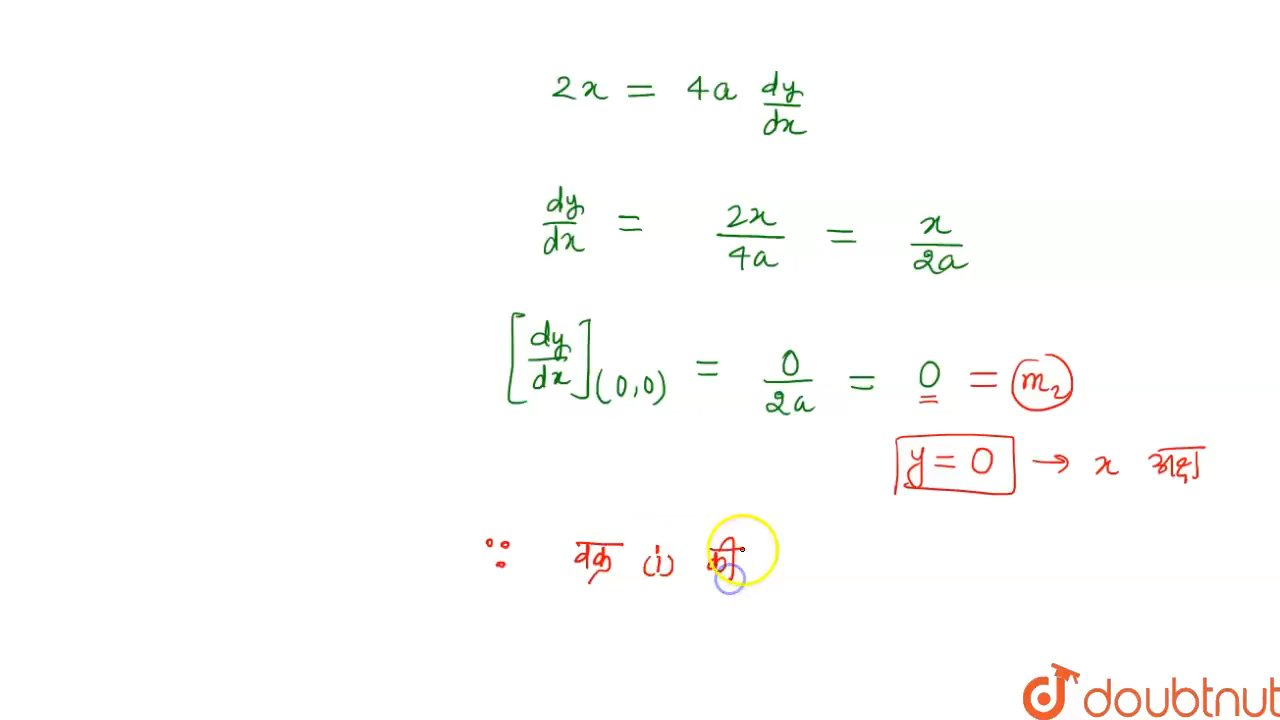 2x = 4a dy/dx
dy/dx = 2x/4a = x/2a
[dy/dx](0,0) = 0/2a = 0 = m₂
y = 0 → x अक्ष
∵ वक्र (i) की
doubtnut